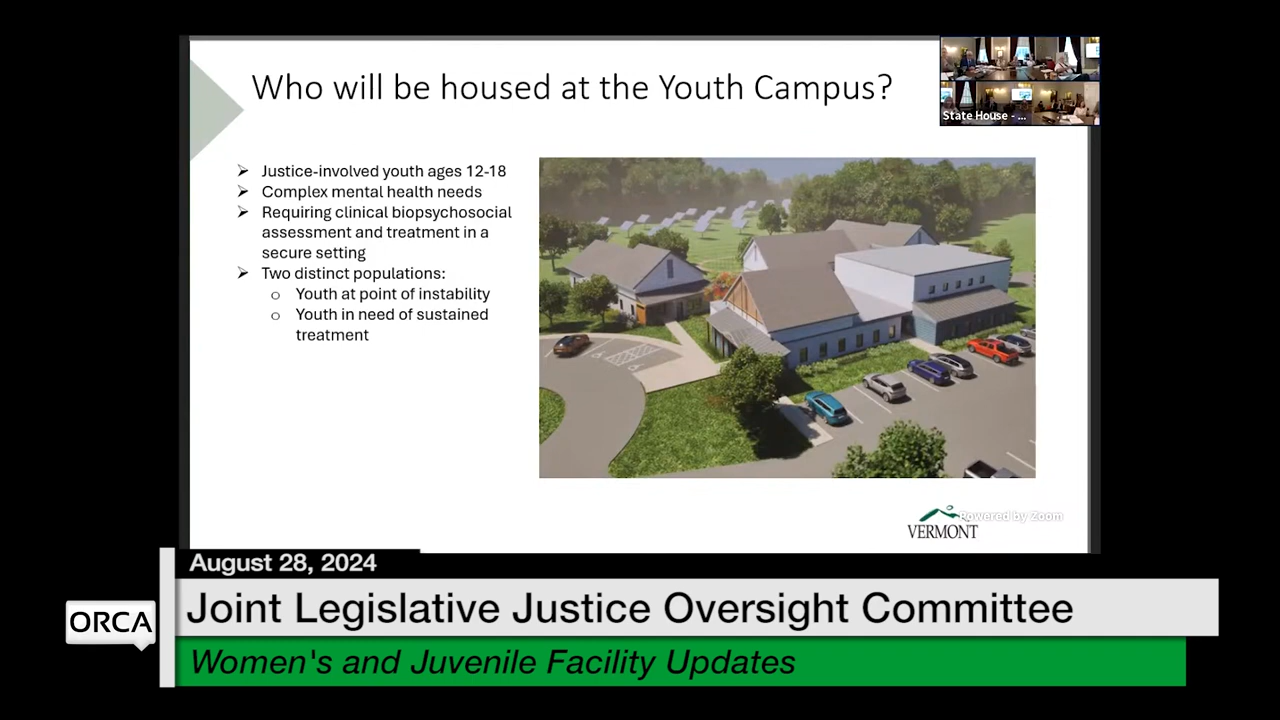 Who will be housed at the Youth Campus?
State House - ...
Justice-involved youth ages 12-18
Complex mental health needs
Requiring clinical biopsychosocial
assessment and treatment in a
secure setting
Two distinct populations:
Youth at point of instability
Youth in need of sustained
treatment
Powered by Zoom
VERMONT
August 28, 2024
ORCA
Joint Legislative Justice Oversight Committee
Women's and Juvenile Facility Updates